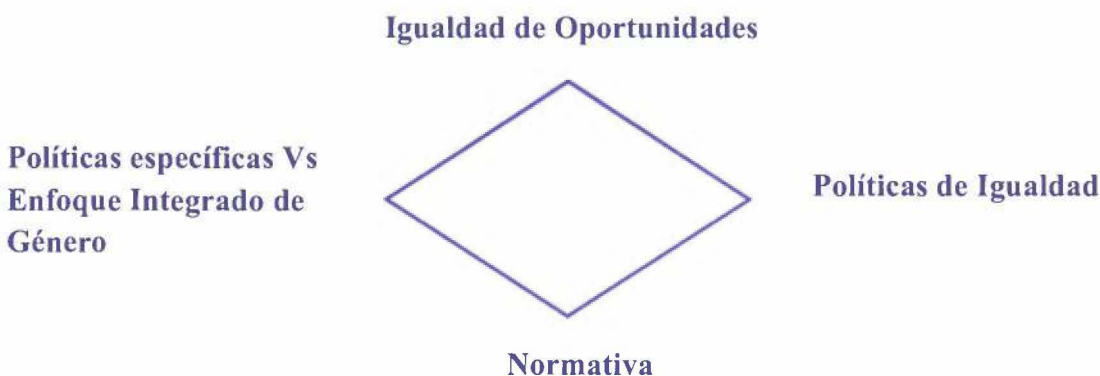 Igualdad de Oportunidades
Políticas específicas Vs
Enfoque Integrado de
Género
Políticas de Igualdad
Normativa